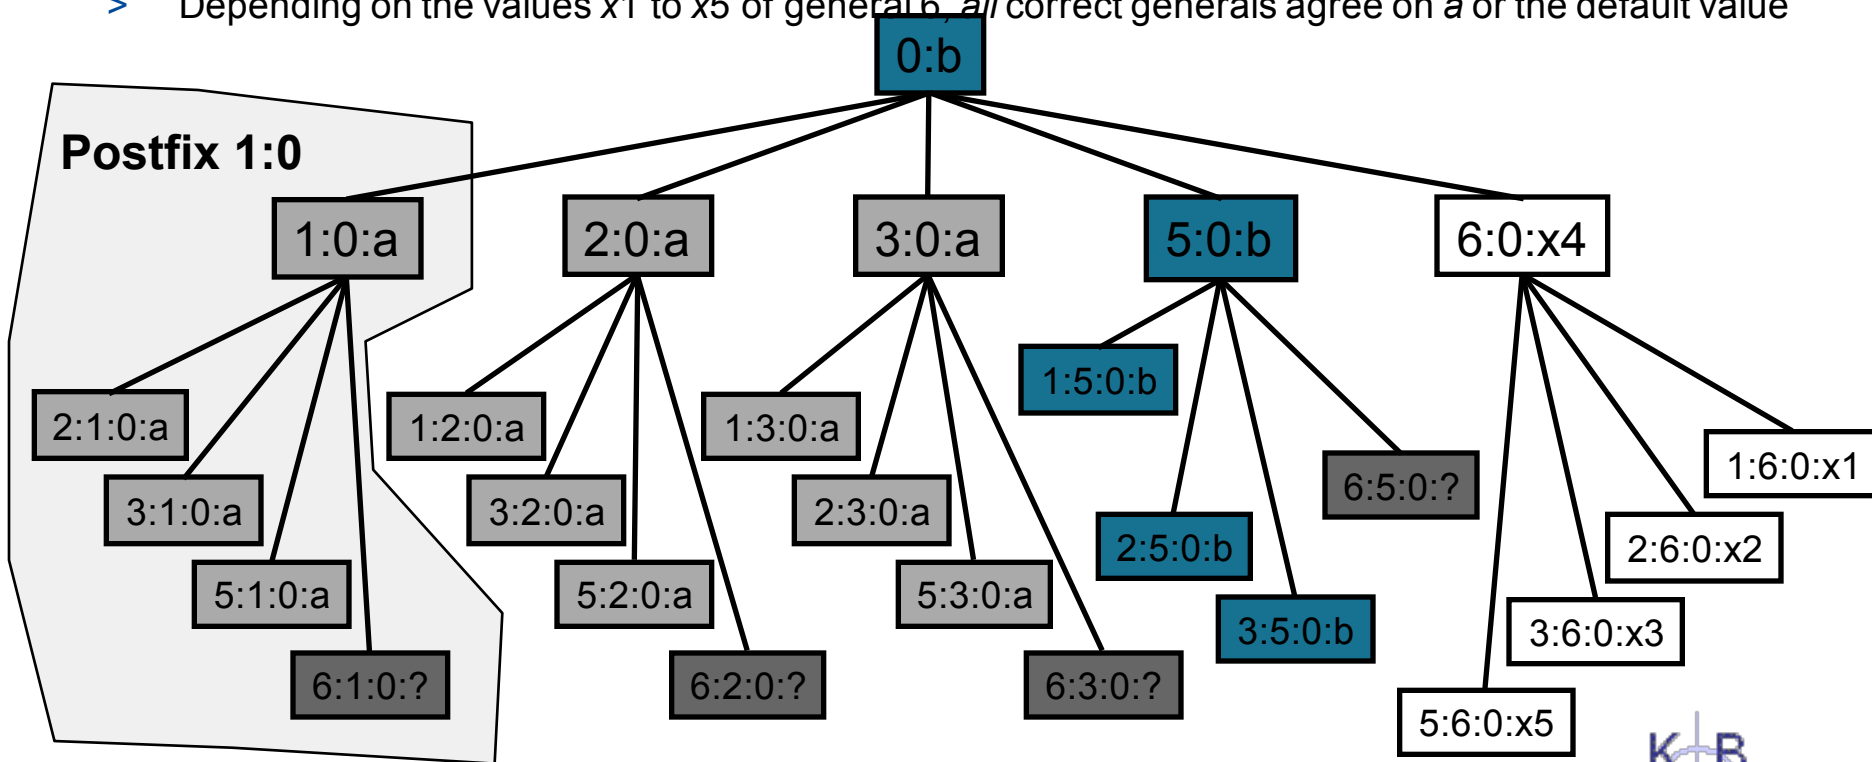 > Depending on the values x1 to x5 of general 6, all correct generals agree on a or the default value
0:b
Postfix 1:0
1:0:a 2:0:a 3:0:a 5:0:b 6:0:x4
1:5:0:b
2:1:0:a 1:2:0:a 1:3:0:a
1:6:0:x1
6:5:0:?
3:1:0:a 3:2:0:a 2:3:0:a
2:5:0:b 2:6:0:x2
5:1:0:a 5:2:0:a 5:3:0:a
3:5:0:b 3:6:0:x3
6:1:0:? 6:2:0:? 6:3:0:?
5:6:0:x5
K B